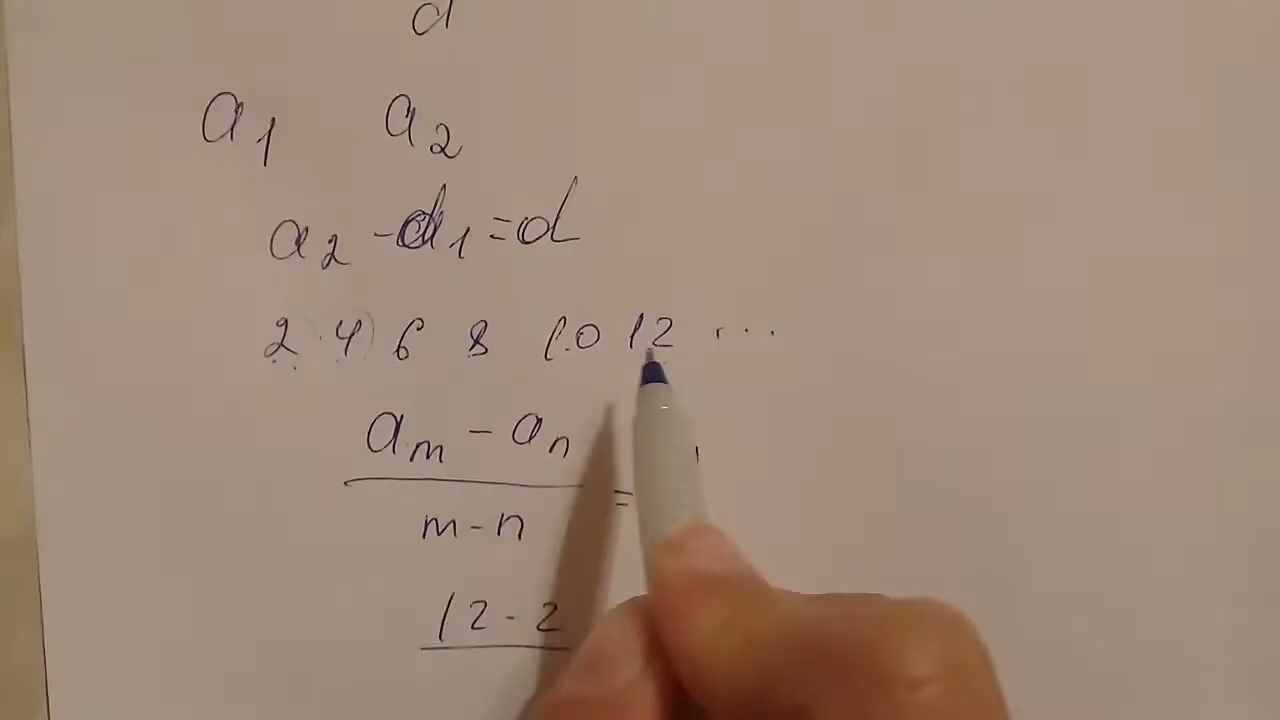 d
a₁ a₂
a₂ - a₁ = d
2 4 6 8 10 12 ...
aₘ - aₙ
=
m - n
12 - 2